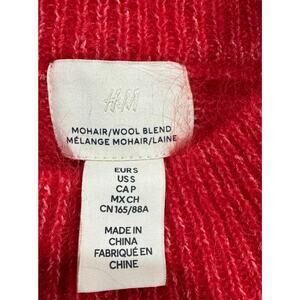 H&M
MOHAIR/WOOL BLEND
MÉLANGE MOHAIR/LAINE
EUR S
US S
CA P
MX CH
CN 165/88A
MADE IN
CHINA
FABRIQUÉ EN
CHINE